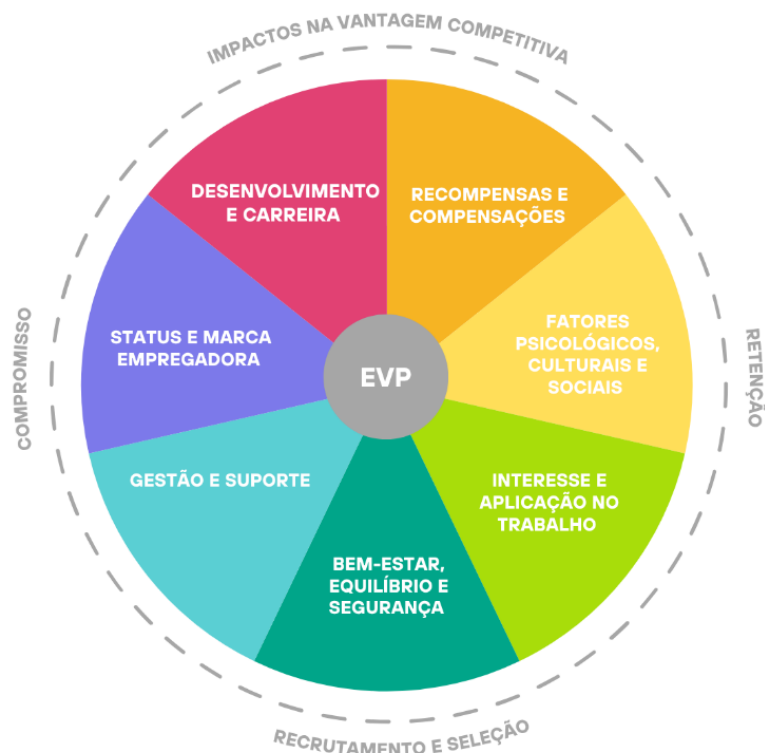 IMPACTOS NA VANTAGEM COMPETITIVA
DESENVOLVIMENTO
E CARREIRA
RECOMPENSAS E
COMPENSAÇÕES
STATUS E MARCA
EMPREGADORA
FATORES
PSICOLÓGICOS,
CULTURAIS E
SOCIAIS
COMPROMISSO
RETENÇÃO
EVP
GESTÃO E SUPORTE
INTERESSE E
APLICAÇÃO NO
TRABALHO
BEM-ESTAR,
EQUILÍBRIO E
SEGURANÇA
RECRUTAMENTO E SELEÇÃO